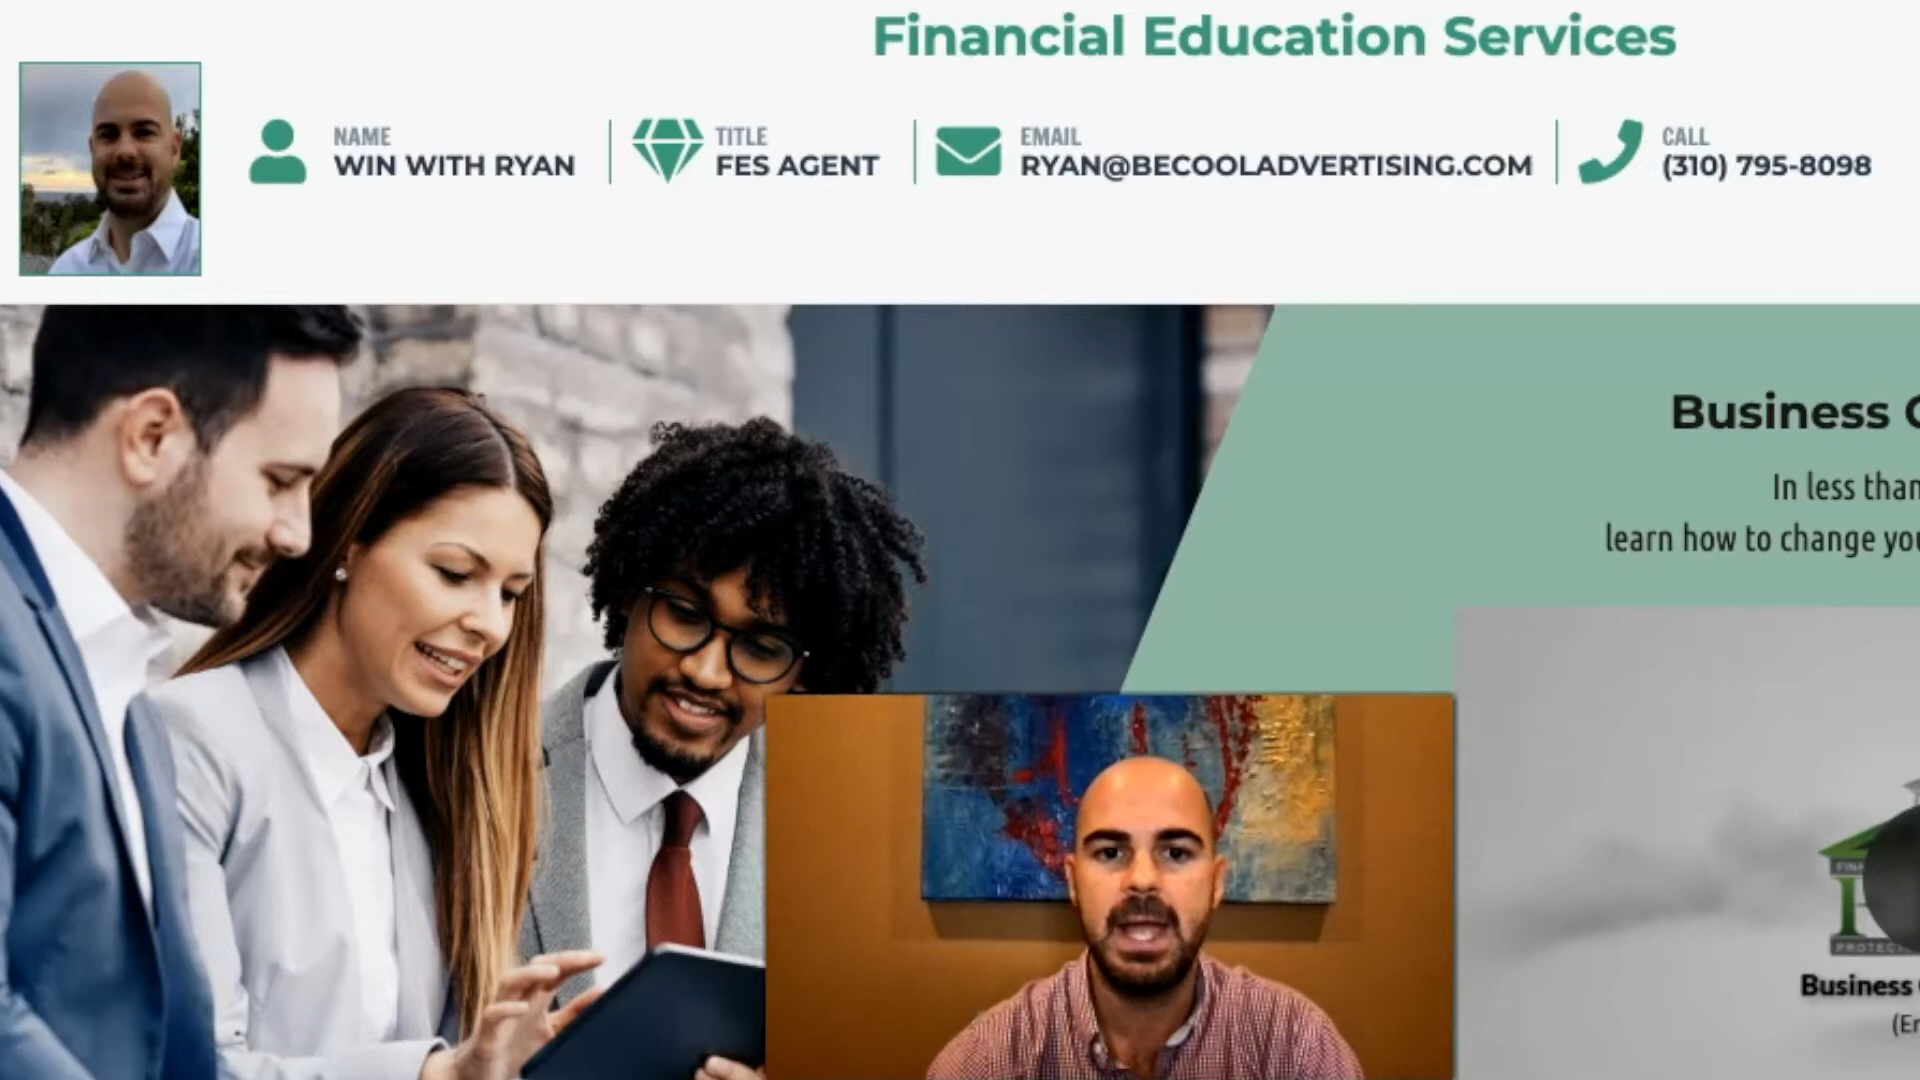 Financial Education Services
NAME
WIN WITH RYAN
TITLE
FES AGENT
EMAIL
RYAN@BECOOLADVERTISING.COM
CALL
(310) 795-8098
Business
In less than
learn how to change you
PROTEC
Business